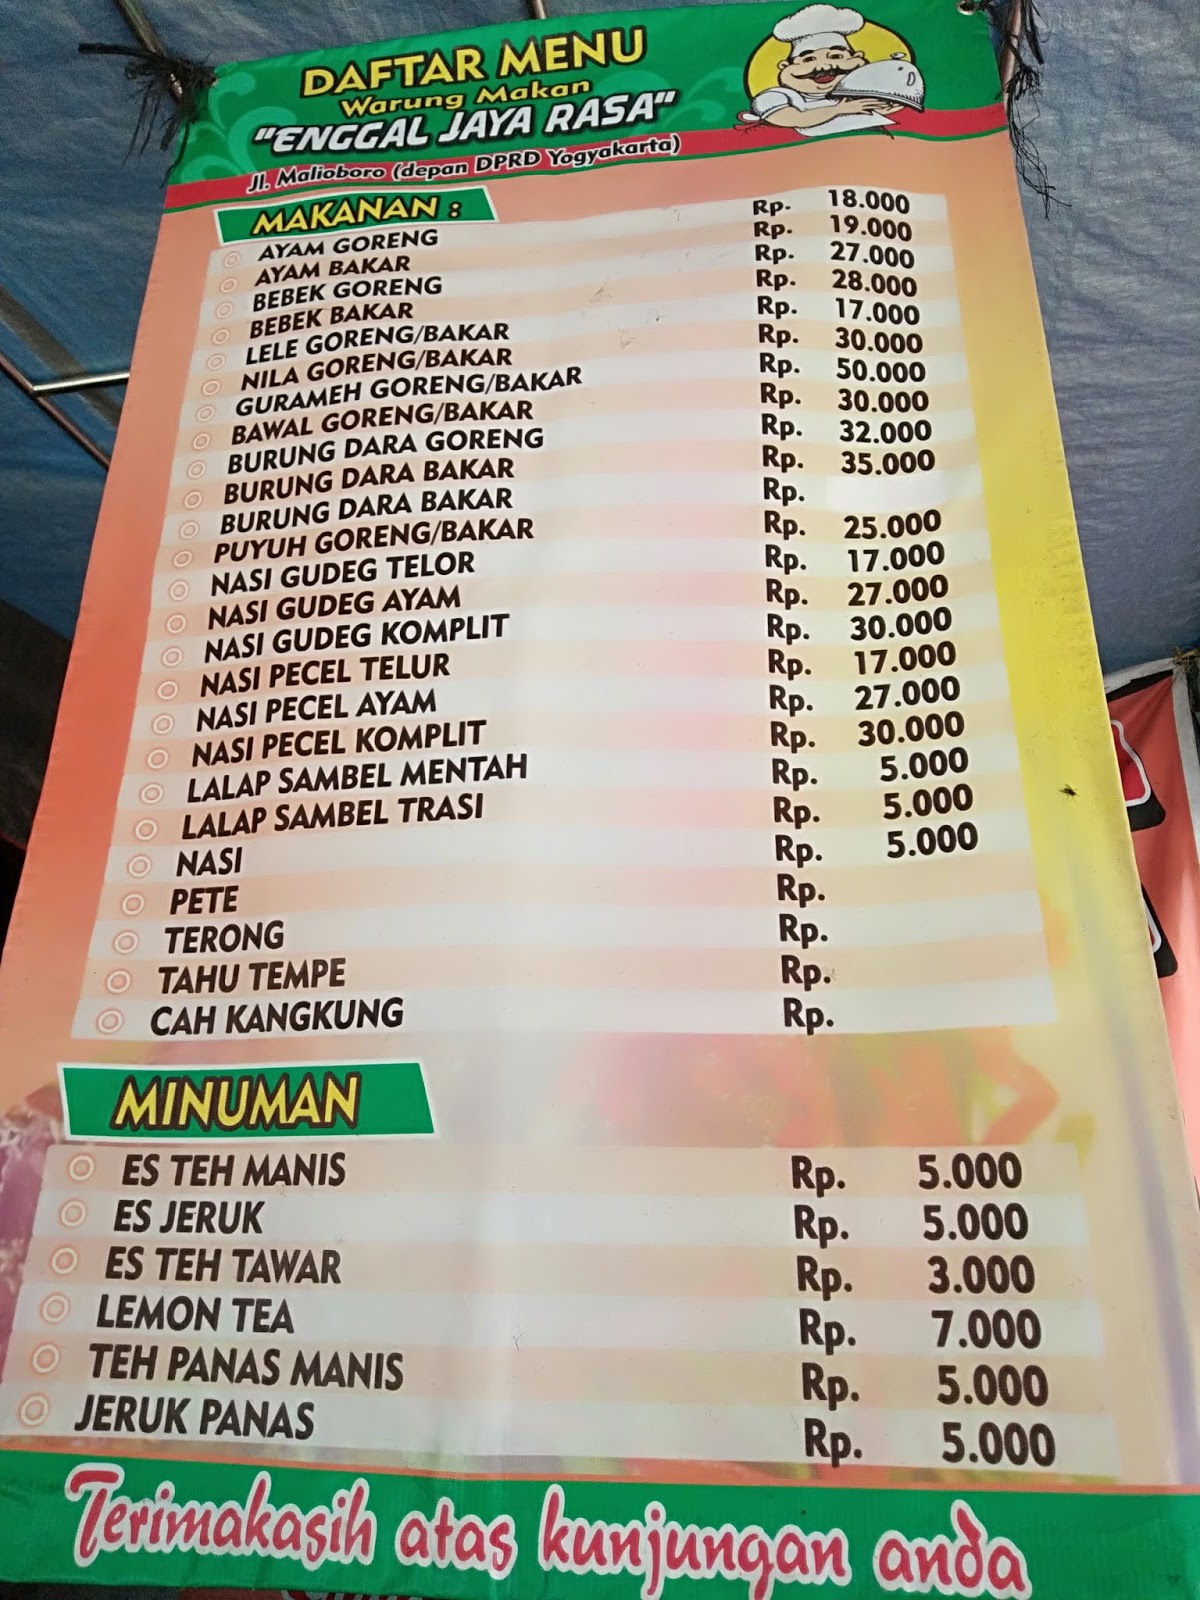 DAFTAR MENU
Warung Makan
"ENGGAL JAYA RASA"
Jl. Malioboro (depan DPRD Yogyakarta)
MAKANAN :
AYAM GORENG Rp. 18.000
AYAM BAKAR Rp. 19.000
BEBEK GORENG Rp. 27.000
BEBEK BAKAR Rp. 28.000
LELE GORENG/BAKAR Rp. 17.000
NILA GORENG/BAKAR Rp. 30.000
GURAMEH GORENG/BAKAR Rp. 50.000
BAWAL GORENG/BAKAR Rp. 30.000
BURUNG DARA GORENG Rp. 32.000
BURUNG DARA BAKAR Rp. 35.000
BURUNG DARA BAKAR Rp.
PUYUH GORENG/BAKAR Rp. 25.000
NASI GUDEG TELOR Rp. 17.000
NASI GUDEG AYAM Rp. 27.000
NASI GUDEG KOMPLIT Rp. 30.000
NASI PECEL TELUR Rp. 17.000
NASI PECEL AYAM Rp. 27.000
NASI PECEL KOMPLIT Rp. 30.000
LALAP SAMBEL MENTAH Rp. 5.000
LALAP SAMBEL TRASI Rp. 5.000
NASI Rp. 5.000
PETE Rp.
TERONG Rp.
TAHU TEMPE Rp.
CAH KANGKUNG Rp.
MINUMAN
ES TEH MANIS Rp. 5.000
ES JERUK Rp. 5.000
ES TEH TAWAR Rp. 3.000
LEMON TEA Rp. 7.000
TEH PANAS MANIS Rp. 5.000
JERUK PANAS Rp. 5.000
Terimakasih atas kunjungan anda